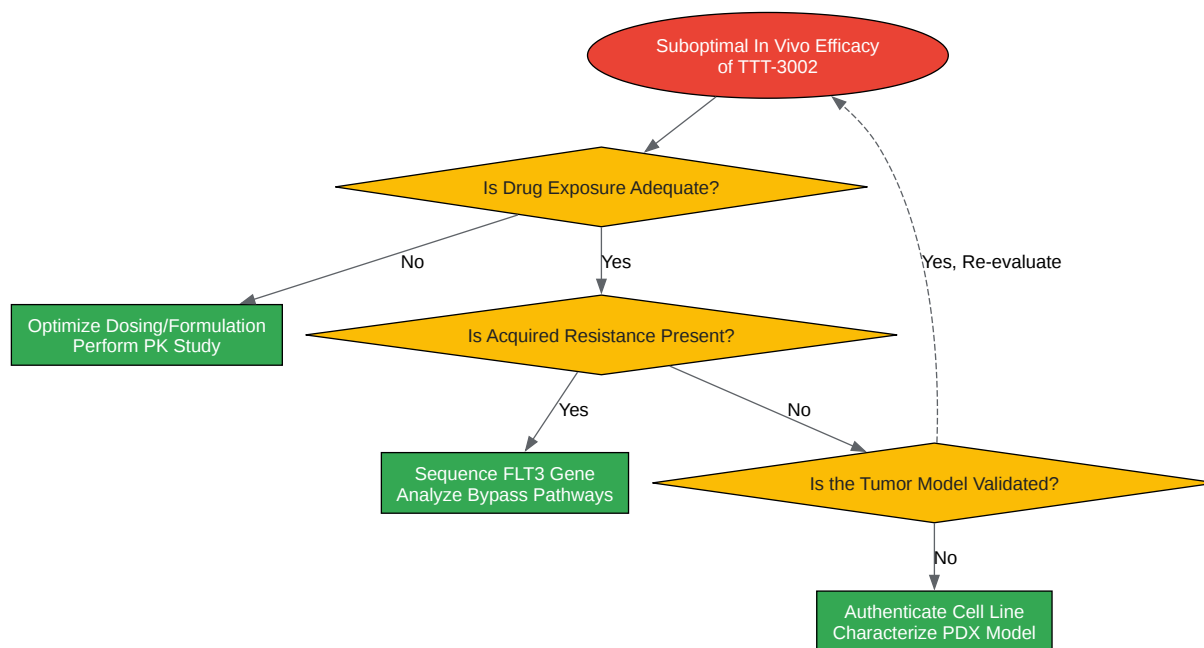 Suboptimal In Vivo Efficacy
of TTT-3002
Is Drug Exposure Adequate?
No
Yes
Yes, Re-evaluate
Optimize Dosing/Formulation
Perform PK Study
Is Acquired Resistance Present?
Yes
No
Sequence FLT3 Gene
Analyze Bypass Pathways
Is the Tumor Model Validated?
No
Authenticate Cell Line
Characterize PDX Model